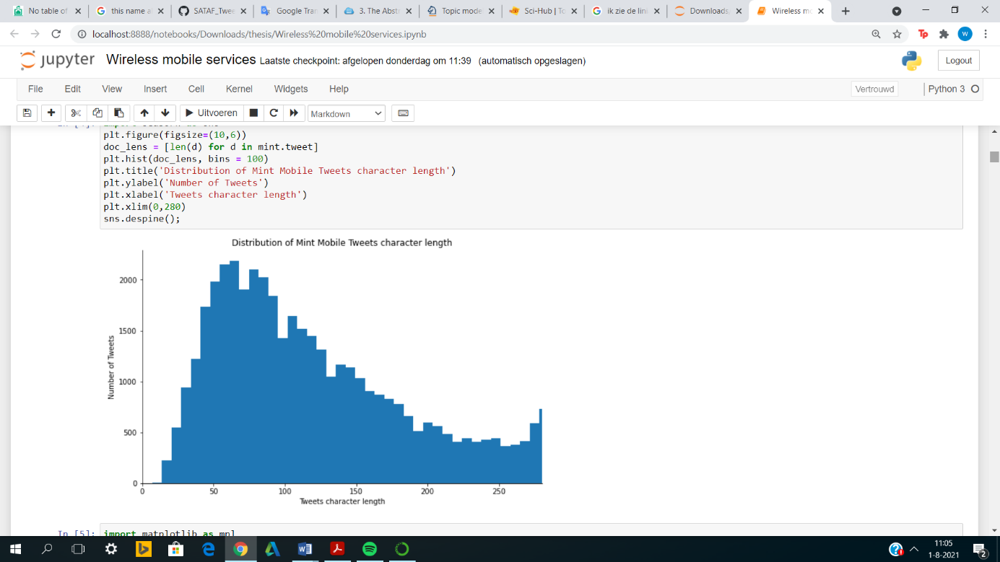 No table of
this name al
SATAF_Twee
Google Tran
3. The Abstr
Topic mode
Sci-Hub | To
ik zie de lin
Downloads
Wireless mo
localhost:8888/notebooks/Downloads/thesis/Wireless%20mobile%20services.ipynb
Tp
W
jupyter Wireless mobile services Laatste checkpoint: afgelopen donderdag om 11:39 (automatisch opgeslagen)
Logout
File Edit View Insert Cell Kernel Widgets Help
Vertrouwd
Python 3
Uitvoeren
Markdown
plt.figure(figsize=(10,6))
doc_lens = [len(d) for d in mint.tweet]
plt.hist(doc_lens, bins = 100)
plt.title('Distribution of Mint Mobile Tweets character length')
plt.ylabel('Number of Tweets')
plt.xlabel('Tweets character length')
plt.xlim(0,280)
sns.despine();
Distribution of Mint Mobile Tweets character length
Number of Tweets
2000
1500
1000
500
0
0 50 100 150 200 250
Tweets character length
In [5]: import matplotlib as mpl
11:05
1-8-2021
2